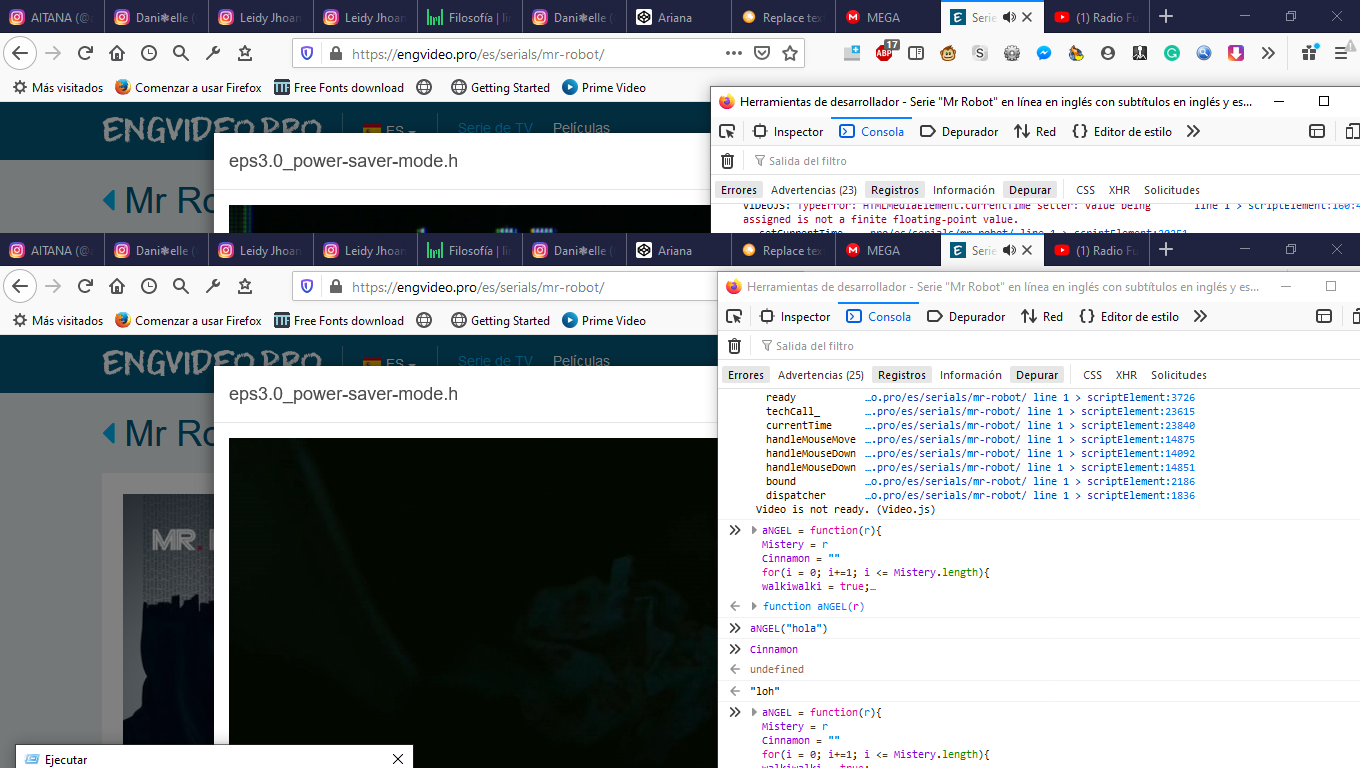 AITANA (@
Dani❃elle (
Leidy Jhoan
Leidy Jhoan
Filosofía | li
Dani❃elle (
Ariana
Replace tex
MEGA
Serie
(1) Radio Fu
https://engvideo.pro/es/serials/mr-robot/
ABP
17
S
Más visitados
Comenzar a usar Firefox
Free Fonts download
Getting Started
Prime Video
ENGVIDEO.PRO
ES
Serie de TV
Películas
Mr Ro
eps3.0_power-saver-mode.h
Herramientas de desarrollador - Serie "Mr Robot" en línea en inglés con subtítulos en inglés y es...
Inspector
Consola
Depurador
Red
Editor de estilo
Salida del filtro
Errores
Advertencias (23)
Registros
Información
Depurar
CSS
XHR
Solicitudes
VIDEOJS: TypeError: HTMLMediaElement.currentTime setter: Value being line 1 > scriptElement:160:4
assigned is not a finite floating-point value.
AITANA (@
Dani❃elle (
Leidy Jhoan
Leidy Jhoan
Filosofía | li
Dani❃elle (
Ariana
Replace tex
MEGA
Serie
(1) Radio Fu
https://engvideo.pro/es/serials/mr-robot/
Más visitados
Comenzar a usar Firefox
Free Fonts download
Getting Started
Prime Video
ENGVIDEO.PRO
ES
Serie de TV
Películas
Mr Ro
MR.
eps3.0_power-saver-mode.h
Herramientas de desarrollador - Serie "Mr Robot" en línea en inglés con subtítulos en inglés y es...
Inspector
Consola
Depurador
Red
Editor de estilo
Salida del filtro
Errores
Advertencias (25)
Registros
Información
Depurar
CSS
XHR
Solicitudes
ready …o.pro/es/serials/mr-robot/ line 1 > scriptElement:3726
techCall_ ….pro/es/serials/mr-robot/ line 1 > scriptElement:23615
currentTime ….pro/es/serials/mr-robot/ line 1 > scriptElement:23840
handleMouseMove ….pro/es/serials/mr-robot/ line 1 > scriptElement:14875
handleMouseDown ….pro/es/serials/mr-robot/ line 1 > scriptElement:14092
handleMouseDown ….pro/es/serials/mr-robot/ line 1 > scriptElement:14851
bound …o.pro/es/serials/mr-robot/ line 1 > scriptElement:2186
dispatcher ….pro/es/serials/mr-robot/ line 1 > scriptElement:1836
Video is not ready. (Video.js)
aNGEL = function(r){
Mistery = r
Cinnamon = ""
for(i = 0; i+=1; i <= Mistery.length){
walkiwalki = true;…
function aNGEL(r)
aNGEL("hola")
Cinnamon
undefined
"loh"
aNGEL = function(r){
Mistery = r
Cinnamon = ""
for(i = 0; i+=1; i <= Mistery.length){
walkiwalki = true;
Ejecutar